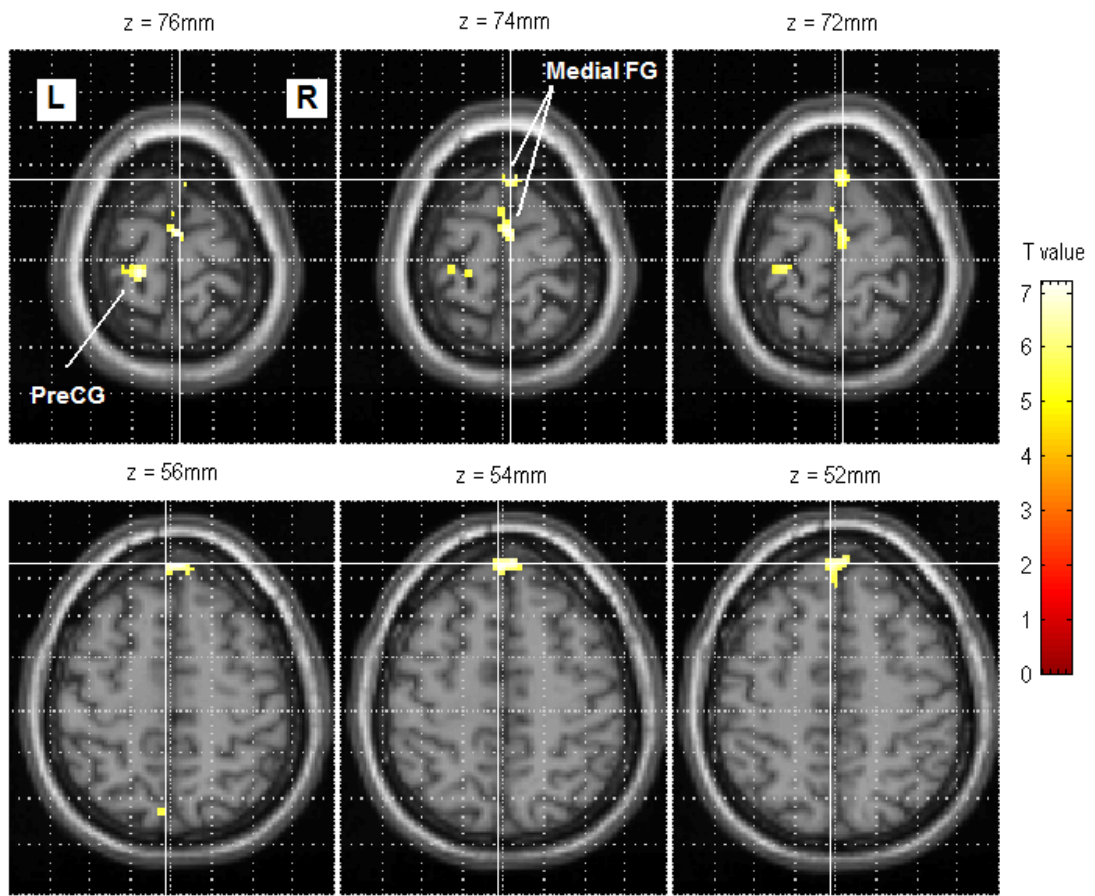 z = 76mm
z = 74mm
z = 72mm
L
R
Medial FG
PreCG
T value
7
6
5
4
3
2
1
0
z = 56mm
z = 54mm
z = 52mm